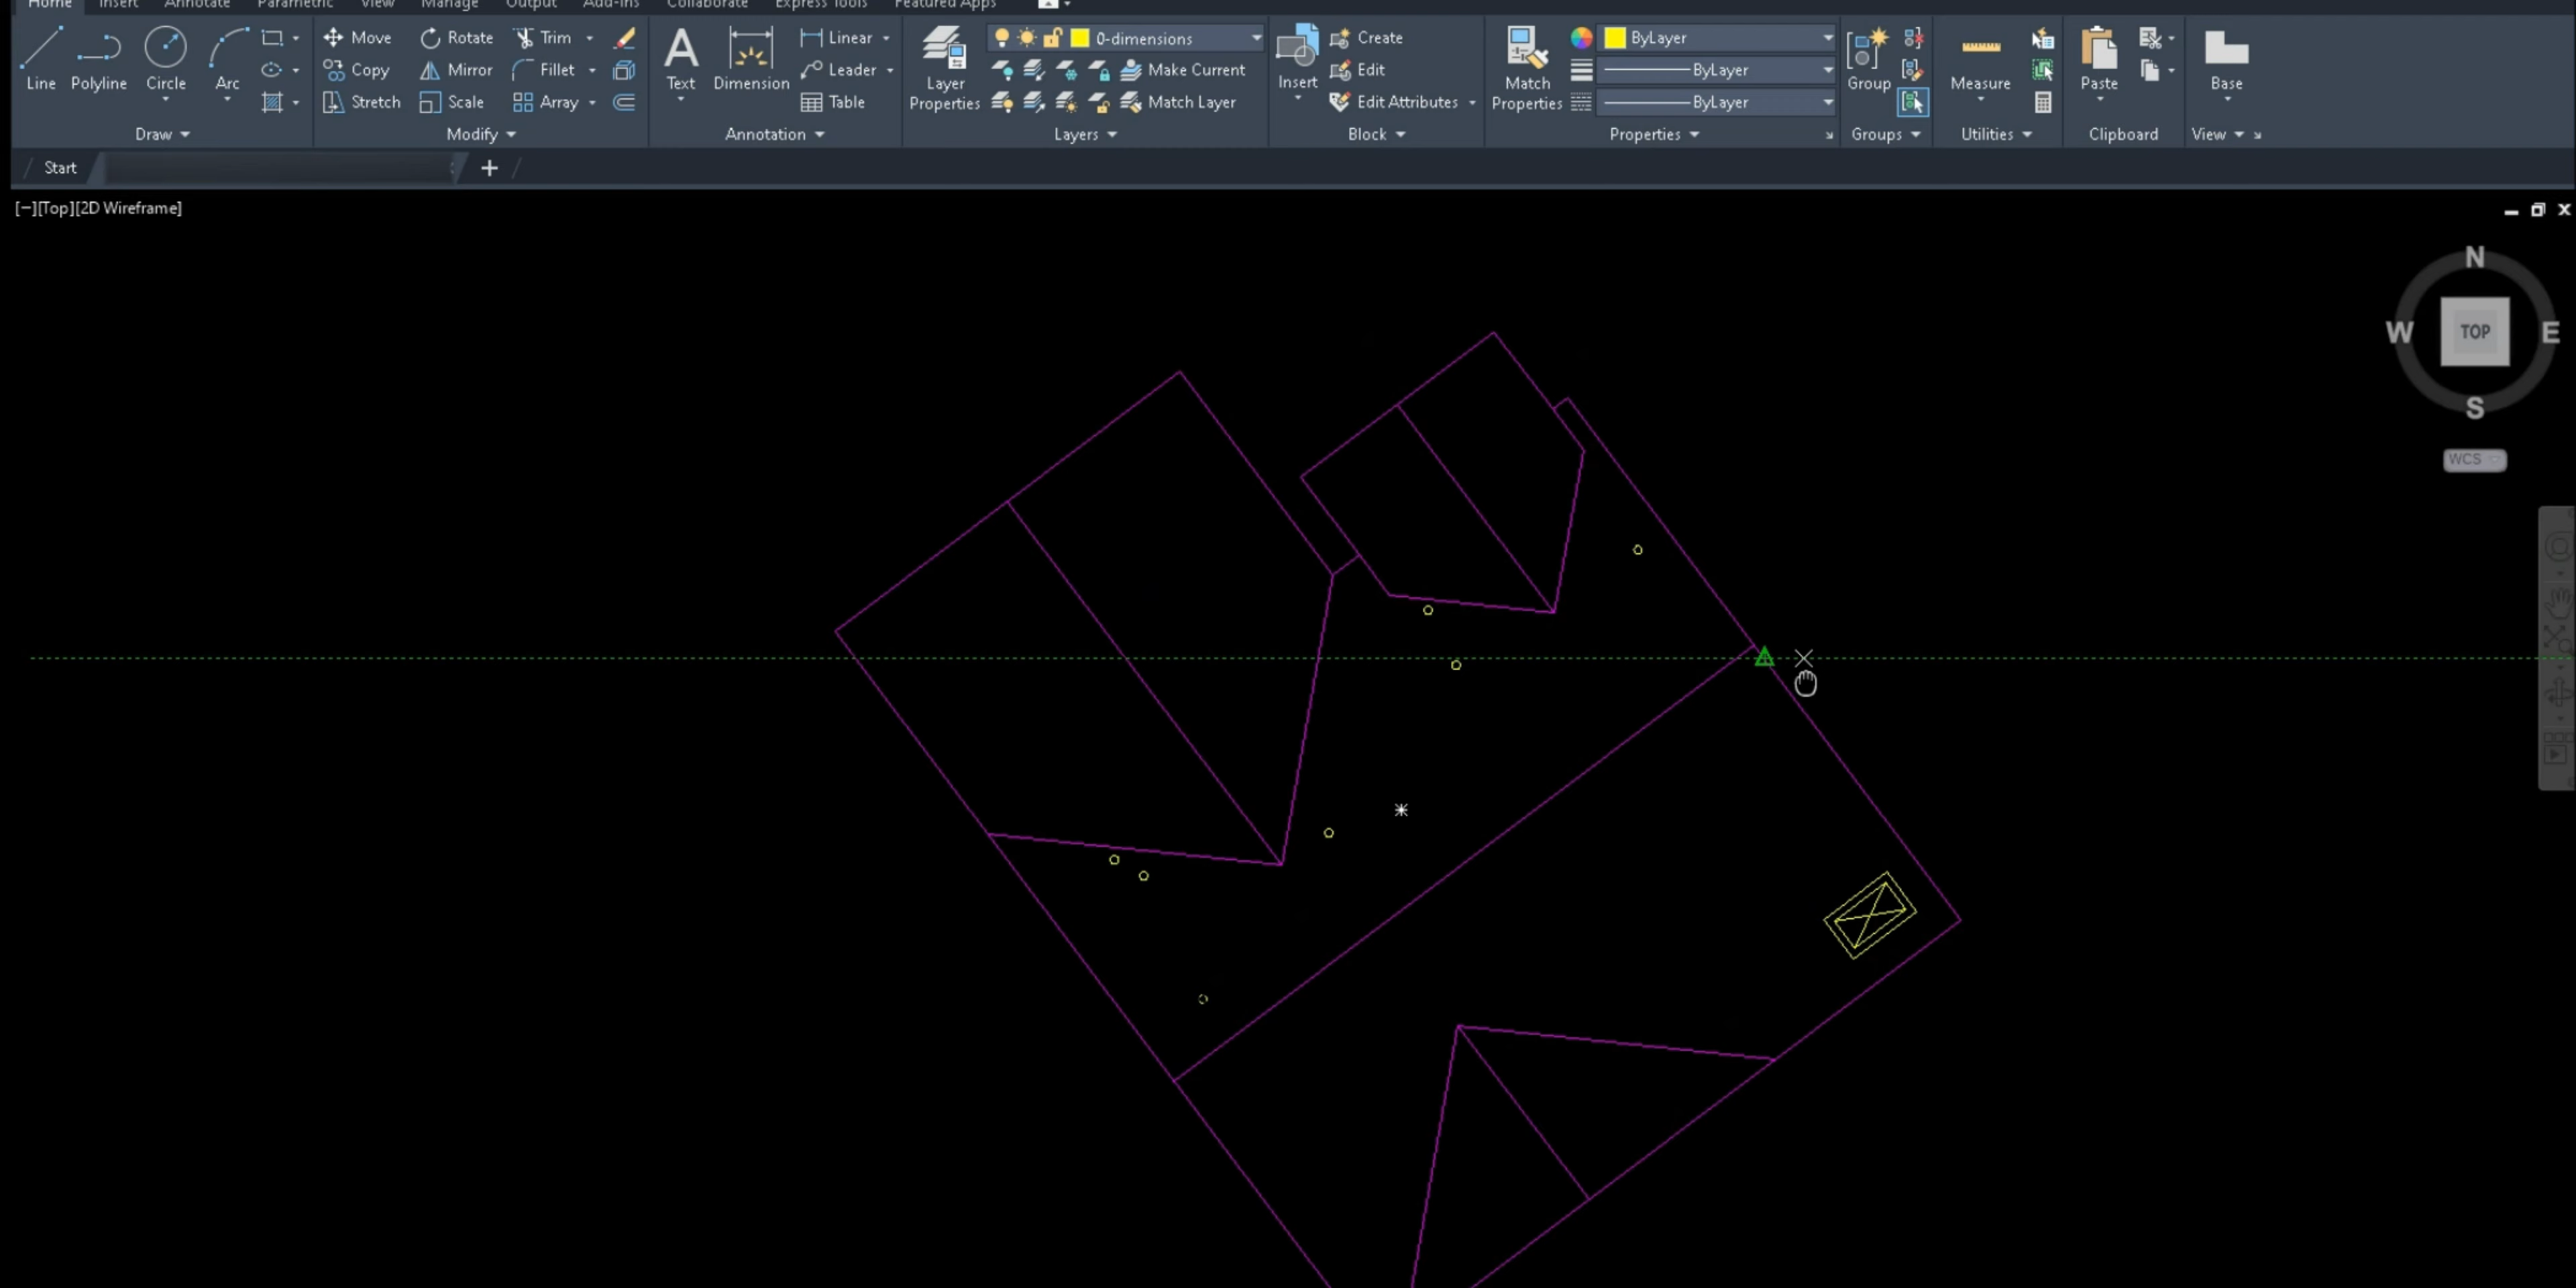 Home Insert Annotate Parametric View Manage Output Add-ins Collaborate Express Tools Featured Apps
Line Polyline Circle Arc
Move Rotate Trim
Copy Mirror Fillet
Stretch Scale Array
Text Dimension
Linear
Leader
Table
Layer Properties
0-dimensions
Make Current
Match Layer
Insert
Create
Edit
Edit Attributes
Match Properties
ByLayer
ByLayer
ByLayer
Group
Measure
Paste
Base
Draw Modify Annotation Layers Block Properties Groups Utilities Clipboard View
Start
[−][Top][2D Wireframe]
N
W TOP E
S
WCS